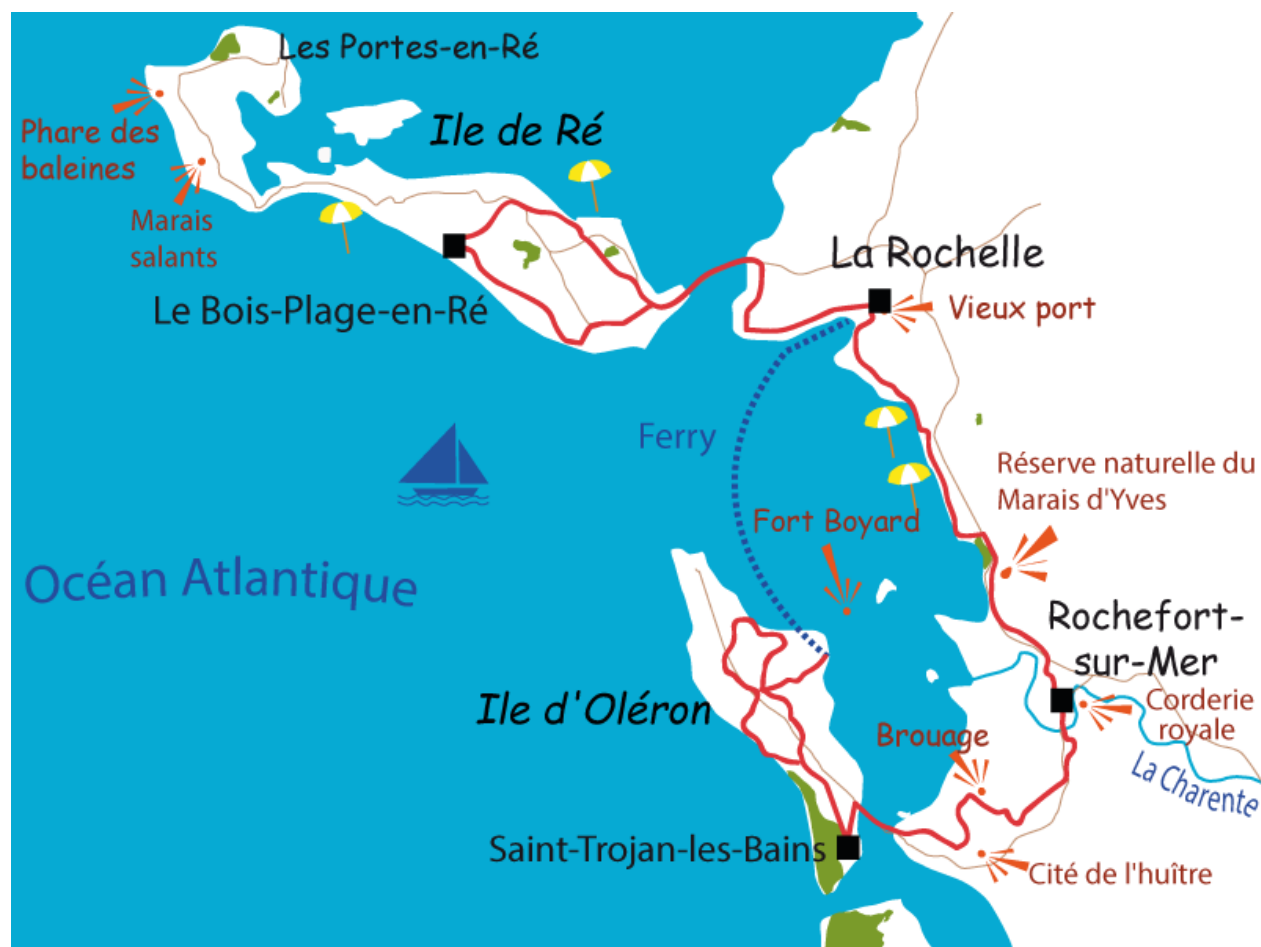 Les Portes-en-Ré
Ile de Ré
Phare des
baleines
Marais
salants
La Rochelle
Le Bois-Plage-en-Ré
Vieux port
Ferry
Réserve naturelle du
Marais d'Yves
Fort Boyard
Océan Atlantique
Rochefort-
sur-Mer
Ile d'Oléron
Corderie
royale
Brouage
La Charente
Saint-Trojan-les-Bains
Cité de l'huître